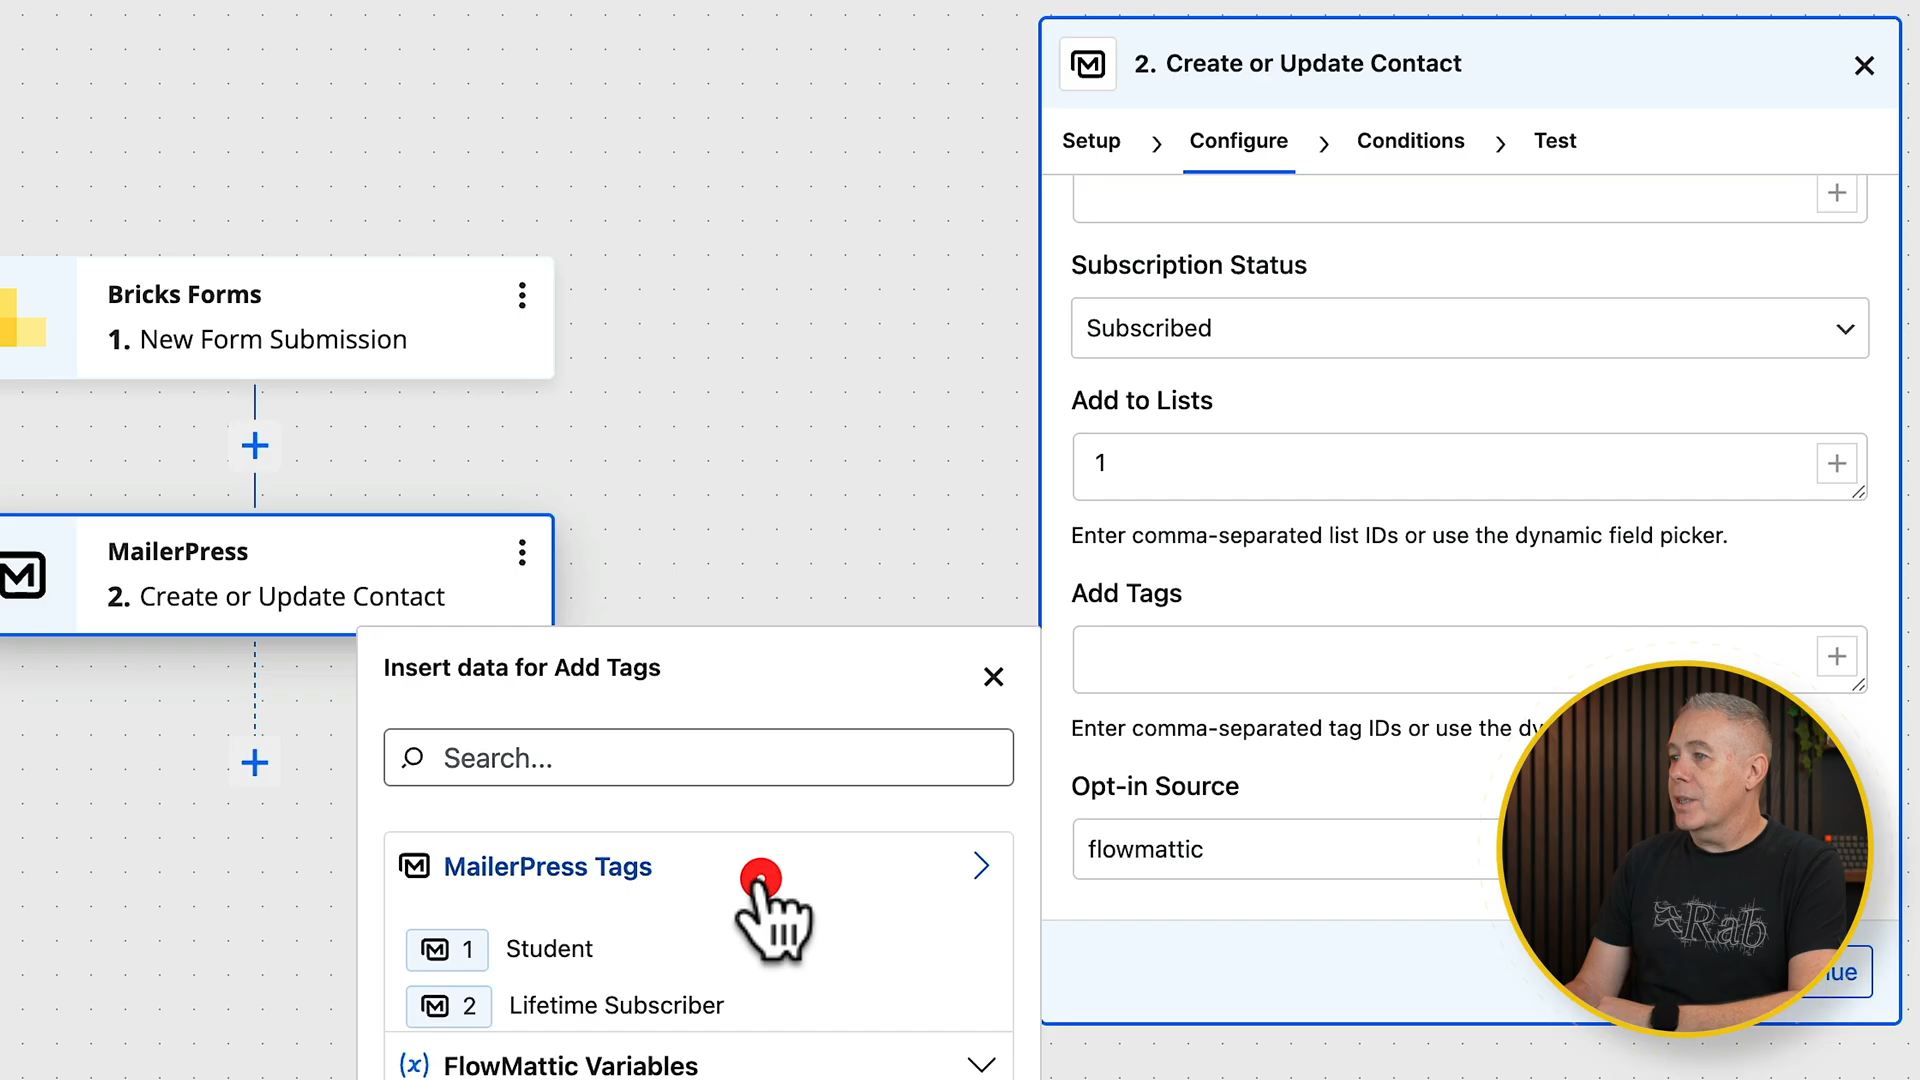 Bricks Forms
1. New Form Submission
MailerPress
2. Create or Update Contact
Insert data for Add Tags
Search...
MailerPress Tags
1 Student
2 Lifetime Subscriber
(x) FlowMattic Variables
2. Create or Update Contact
Setup
Configure
Conditions
Test
Subscription Status
Subscribed
Add to Lists
1
Enter comma-separated list IDs or use the dynamic field picker.
Add Tags
Enter comma-separated tag IDs or use the
Opt-in Source
flowmattic